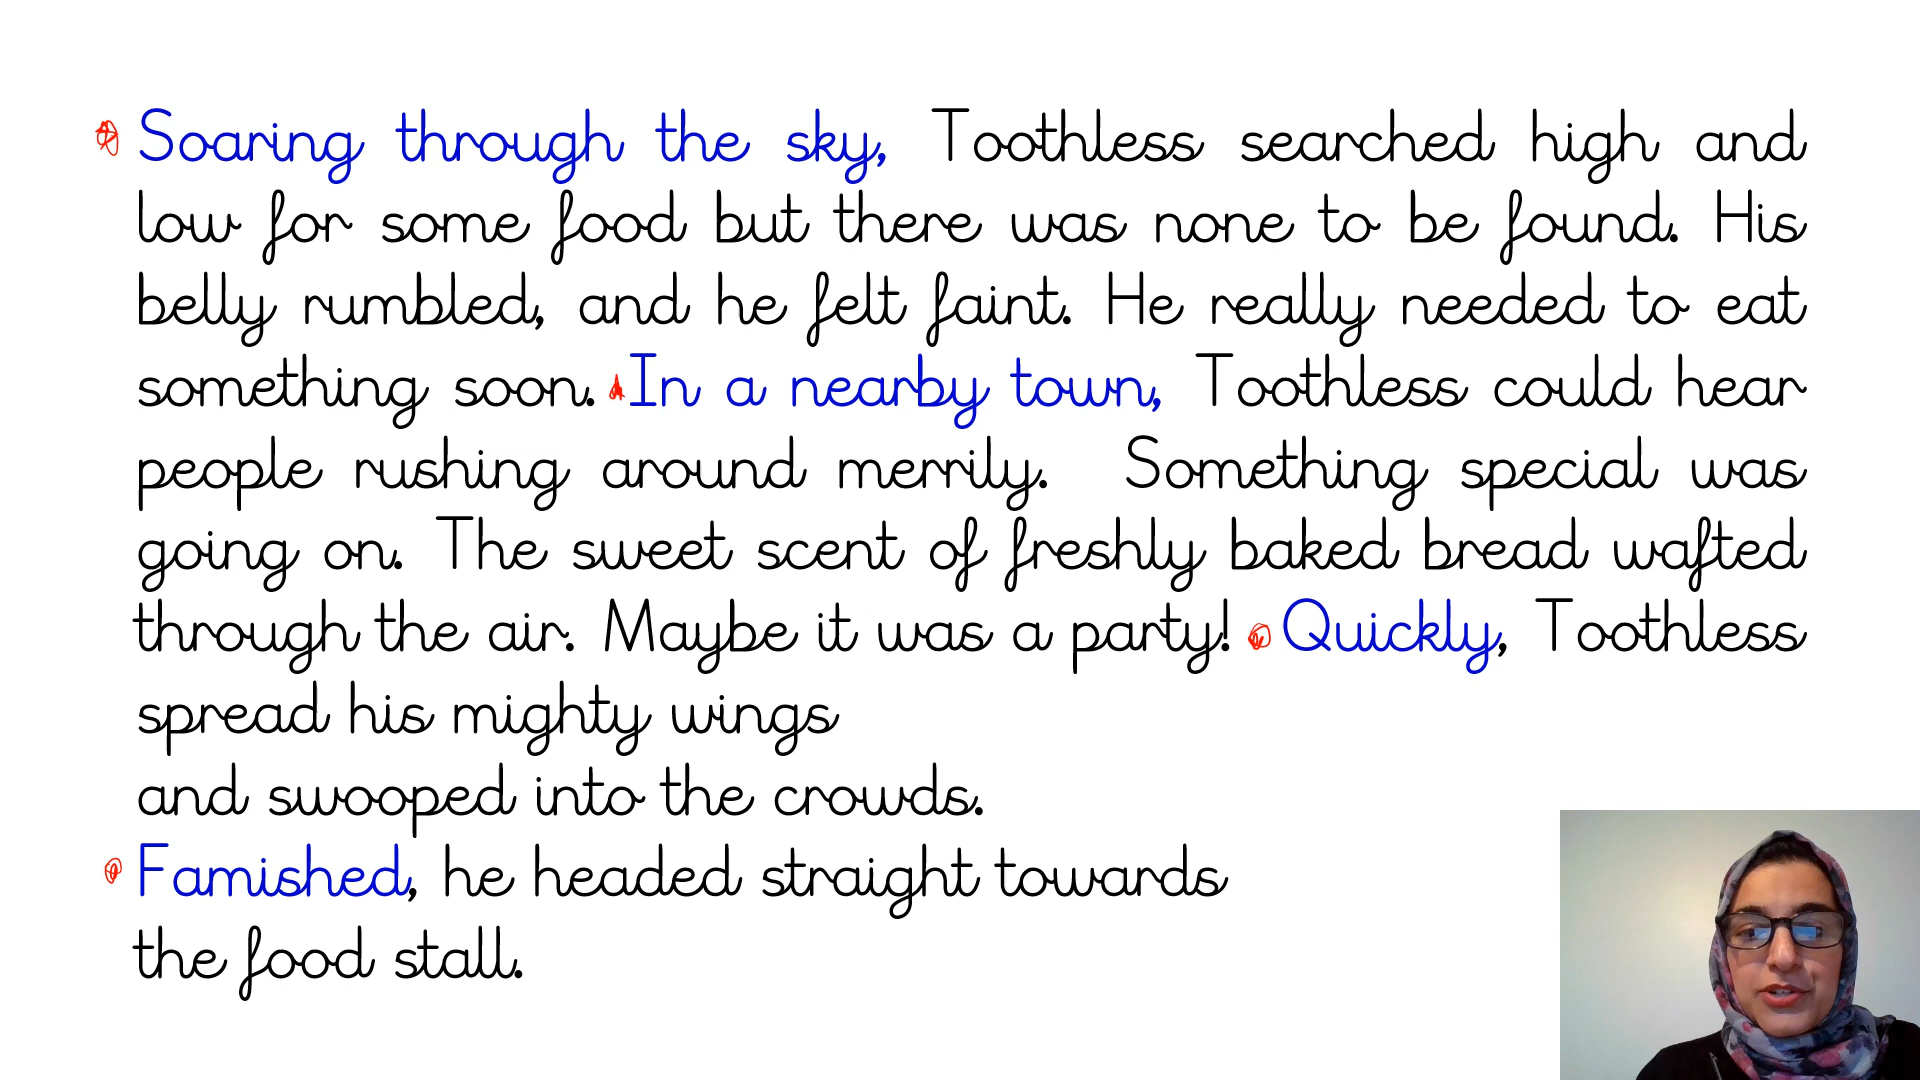 Soaring through the sky, Toothless searched high and
low for some food but there was none to be found. His
belly rumbled, and he felt faint. He really needed to eat
something soon. In a nearby town, Toothless could hear
people rushing around merrily. Something special was
going on. The sweet scent of freshly baked bread wafted
through the air. Maybe it was a party! Quickly, Toothless
spread his mighty wings
and swooped into the crowds.
Famished, he headed straight towards
the food stall.